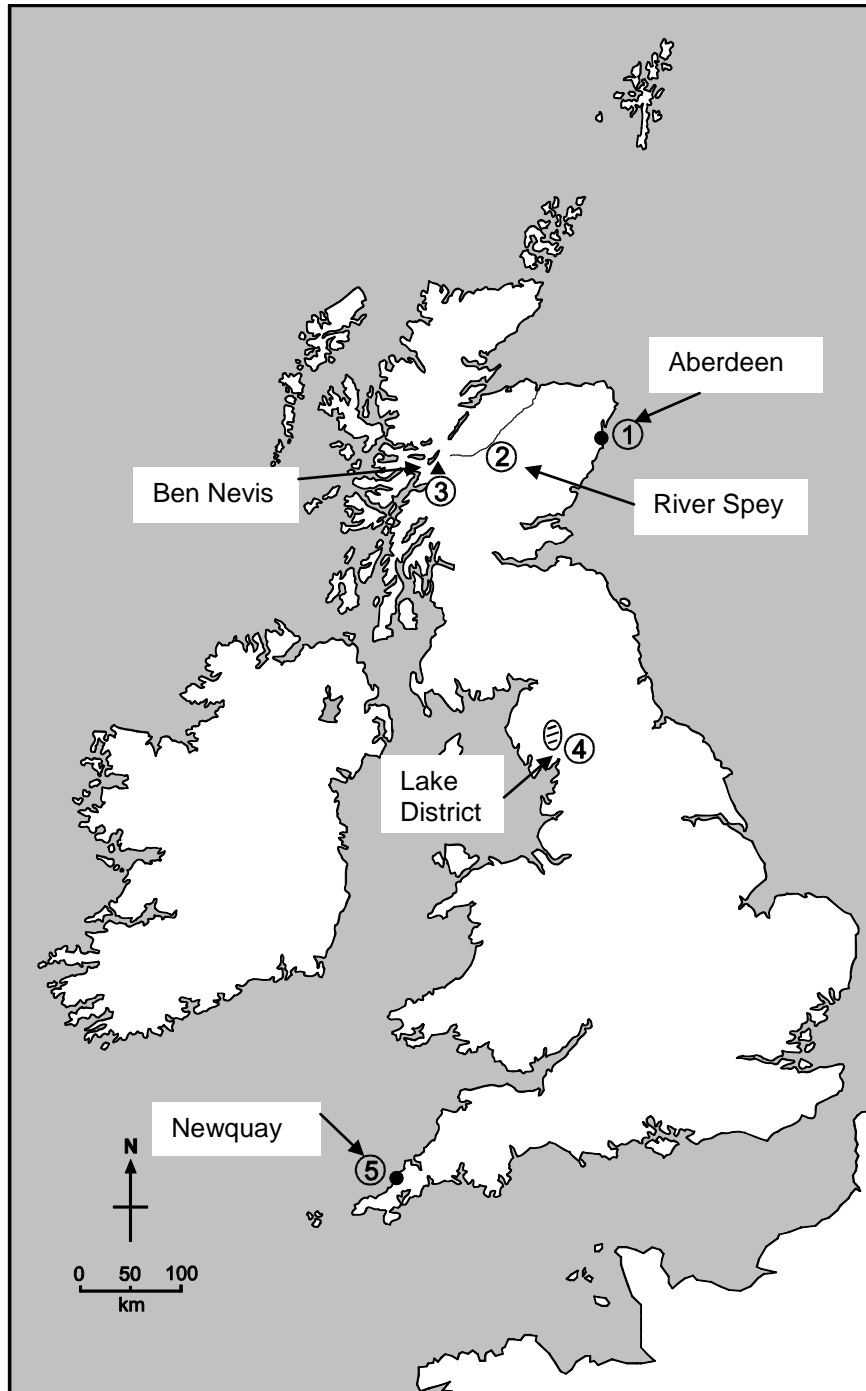 Aberdeen
①
②
Ben Nevis
③
River Spey
④
Lake
District
Newquay
⑤
N
0 50 100
km